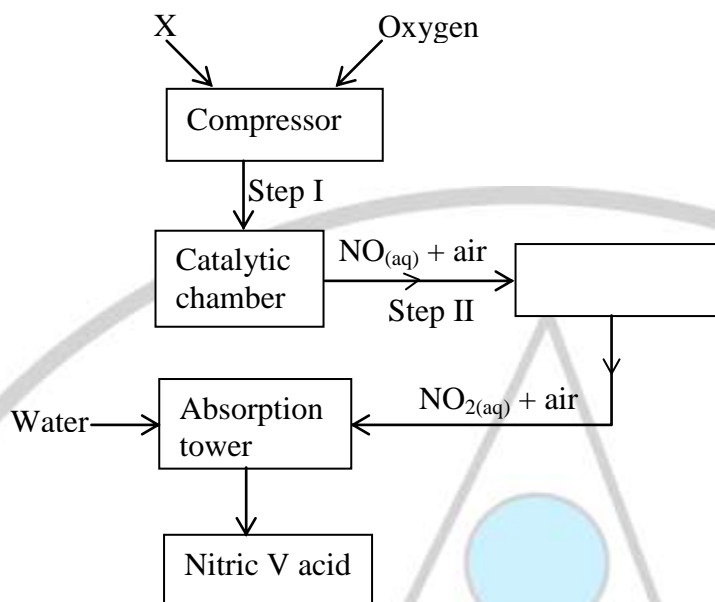 X
Oxygen
Compressor
Step I
Catalytic
chamber
NO(aq) + air
Step II
NO2(aq) + air
Water
Absorption
tower
Nitric V acid